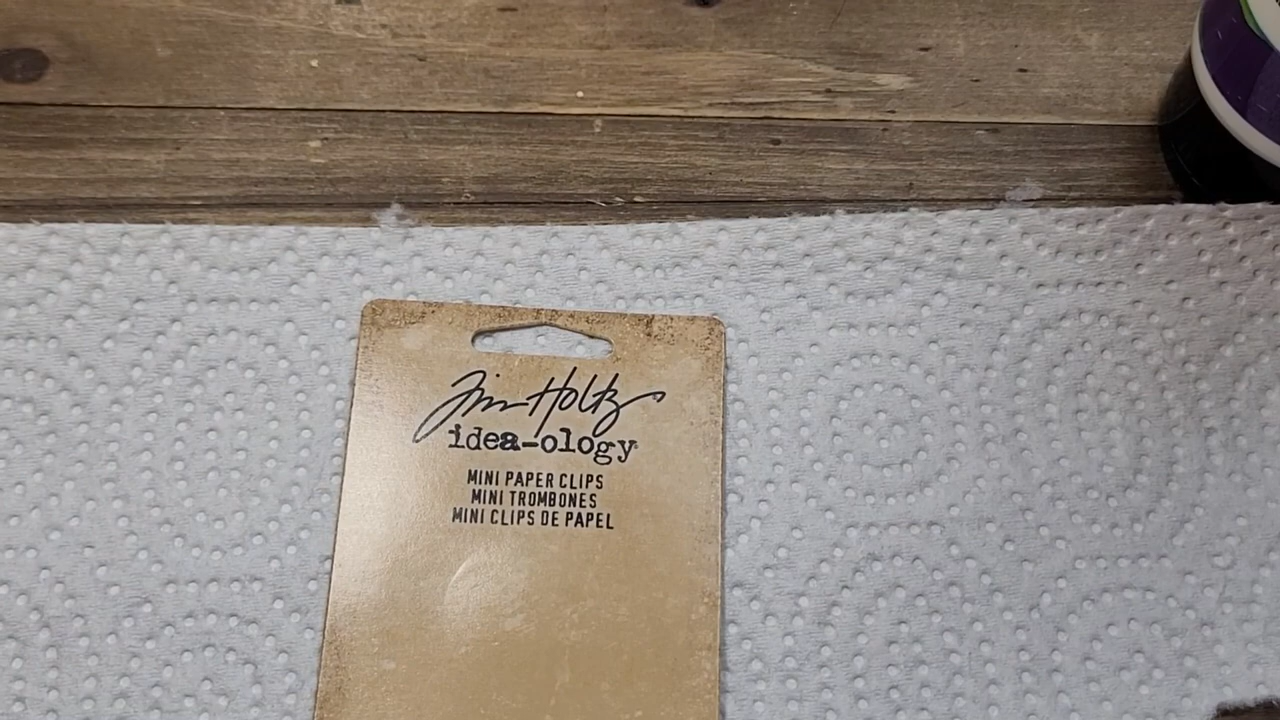 Tim Holtz
idea-ology
MINI PAPER CLIPS
MINI TROMBONES
MINI CLIPS DE PAPEL